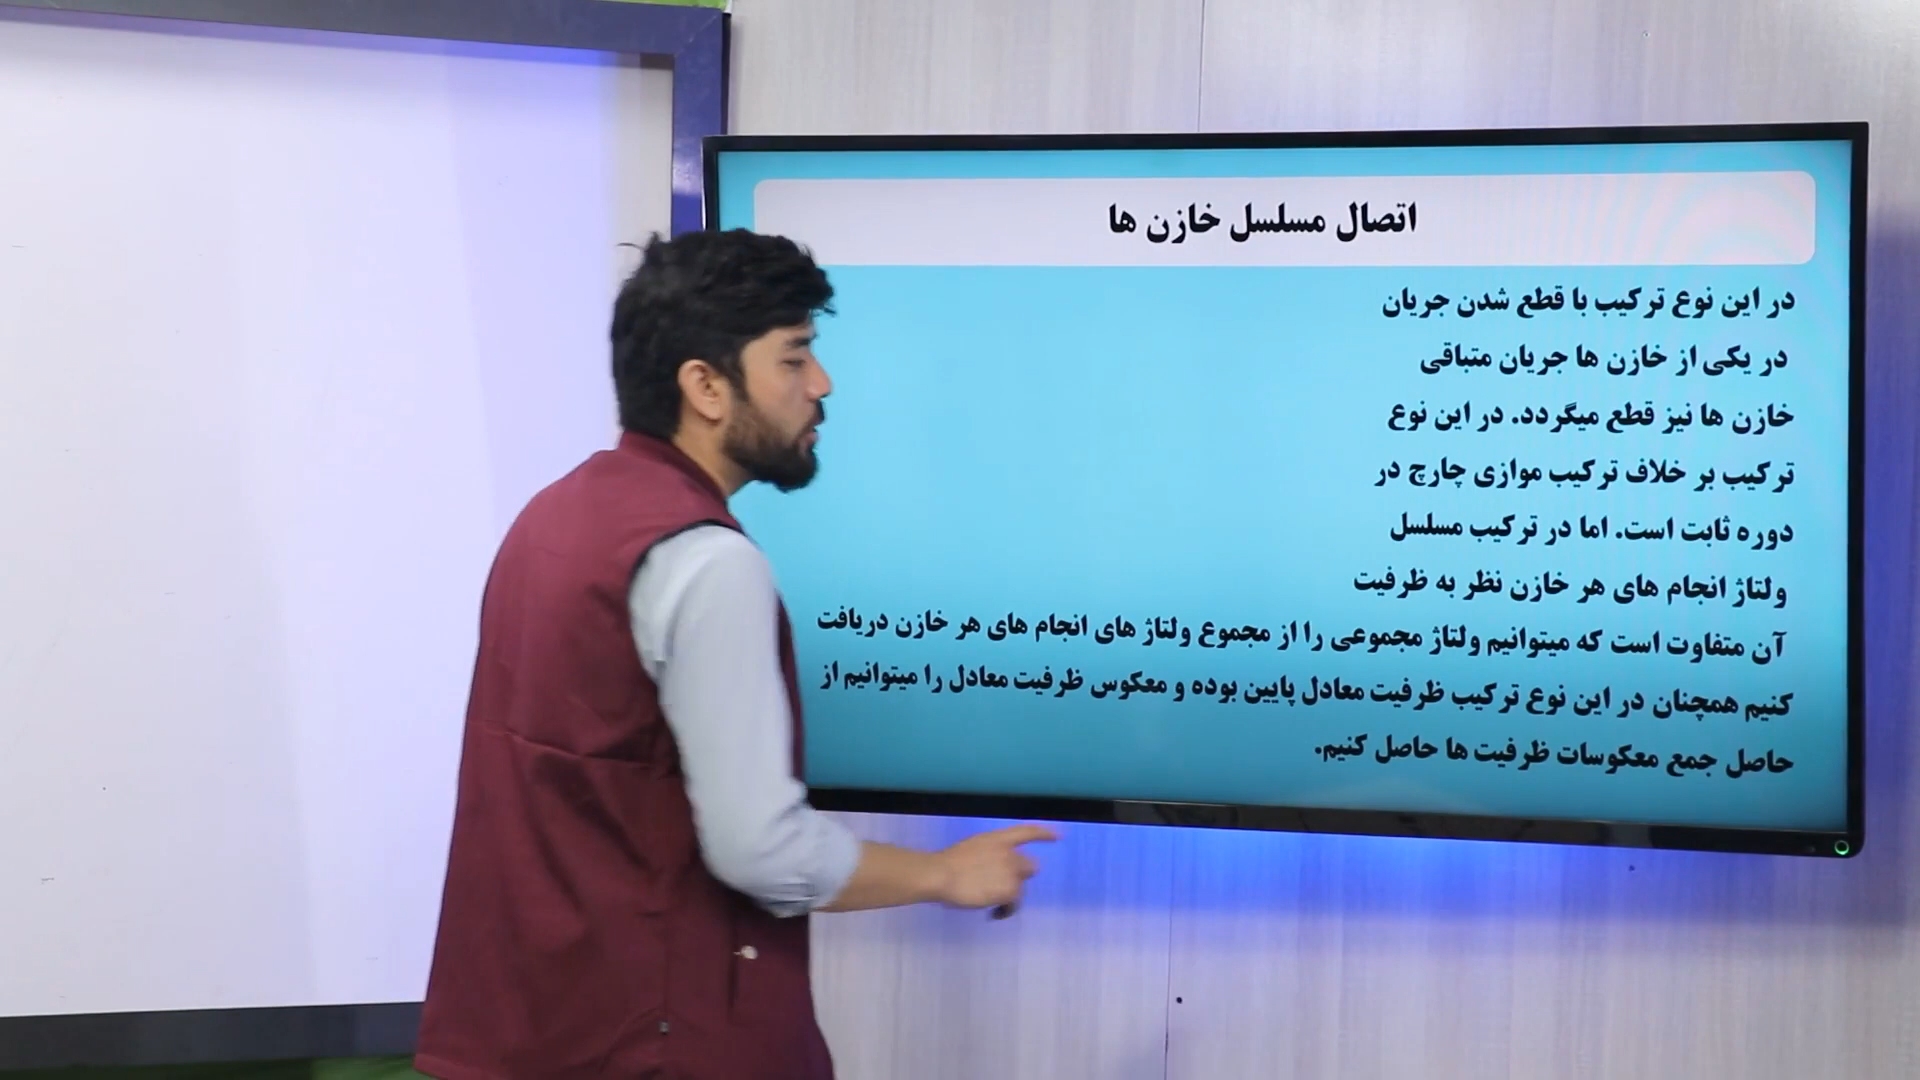 اتصال مسلسل خازن ها
در این نوع ترکیب با قطع شدن جریان
در یکی از خازن ها جریان متباقی
خازن ها نیز قطع میگردد. در این نوع
ترکیب بر خلاف ترکیب موازی چارچ در
دوره ثابت است. اما در ترکیب مسلسل
ولتاژ انجام های هر خازن نظر به ظرفیت
آن متفاوت است که میتوانیم ولتاژ مجموعی را از مجموع ولتاژ های انجام های هر خازن دریافت
کنیم همچنان در این نوع ترکیب ظرفیت معادل پایین بوده و معکوس ظرفیت معادل را میتوانیم از
حاصل جمع معکوسات ظرفیت ها حاصل کنیم.